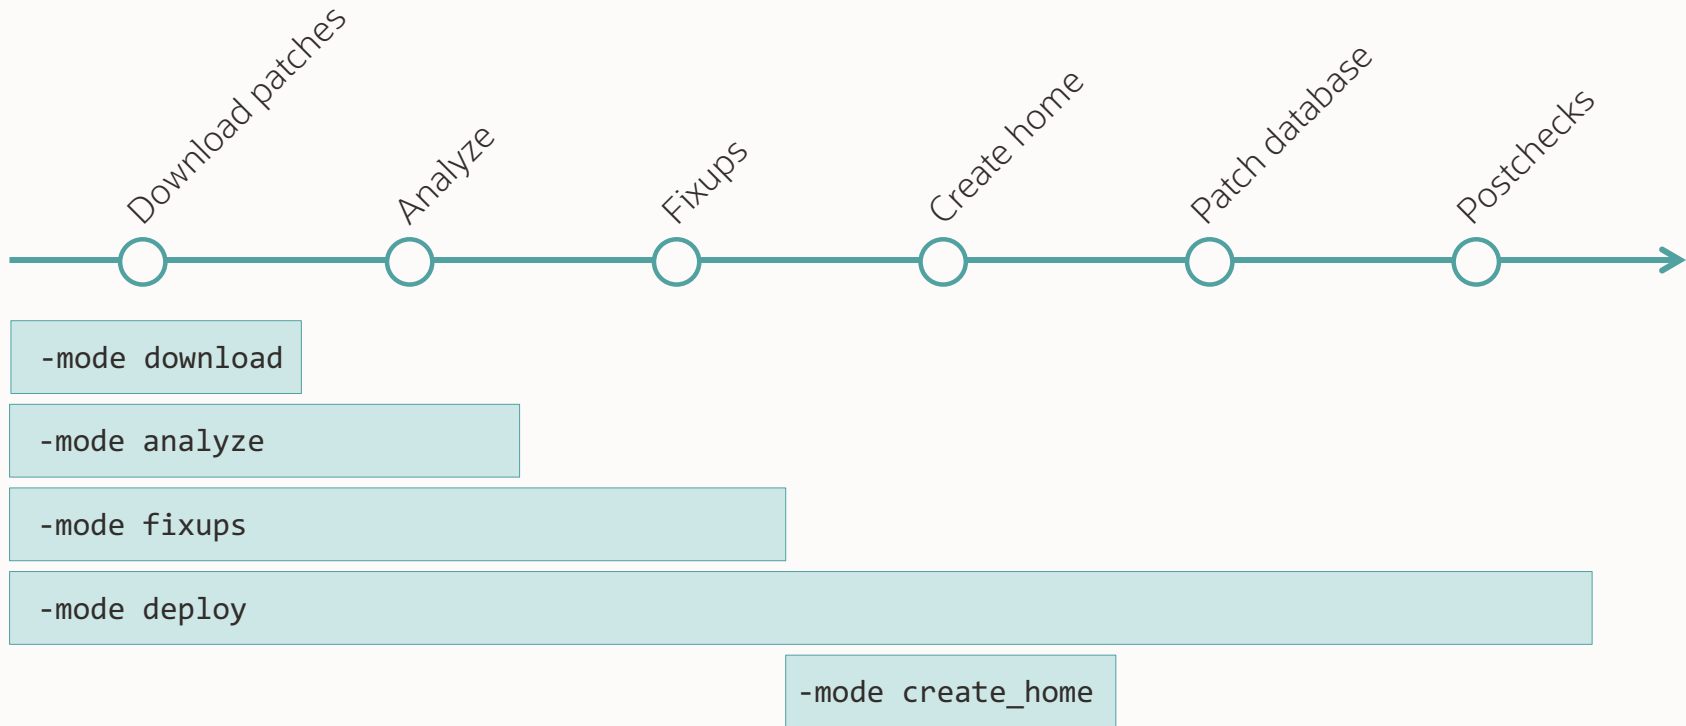 Download patches
Analyze
Fixups
Create home
Patch database
Postchecks
-mode download
-mode analyze
-mode fixups
-mode deploy
-mode create_home